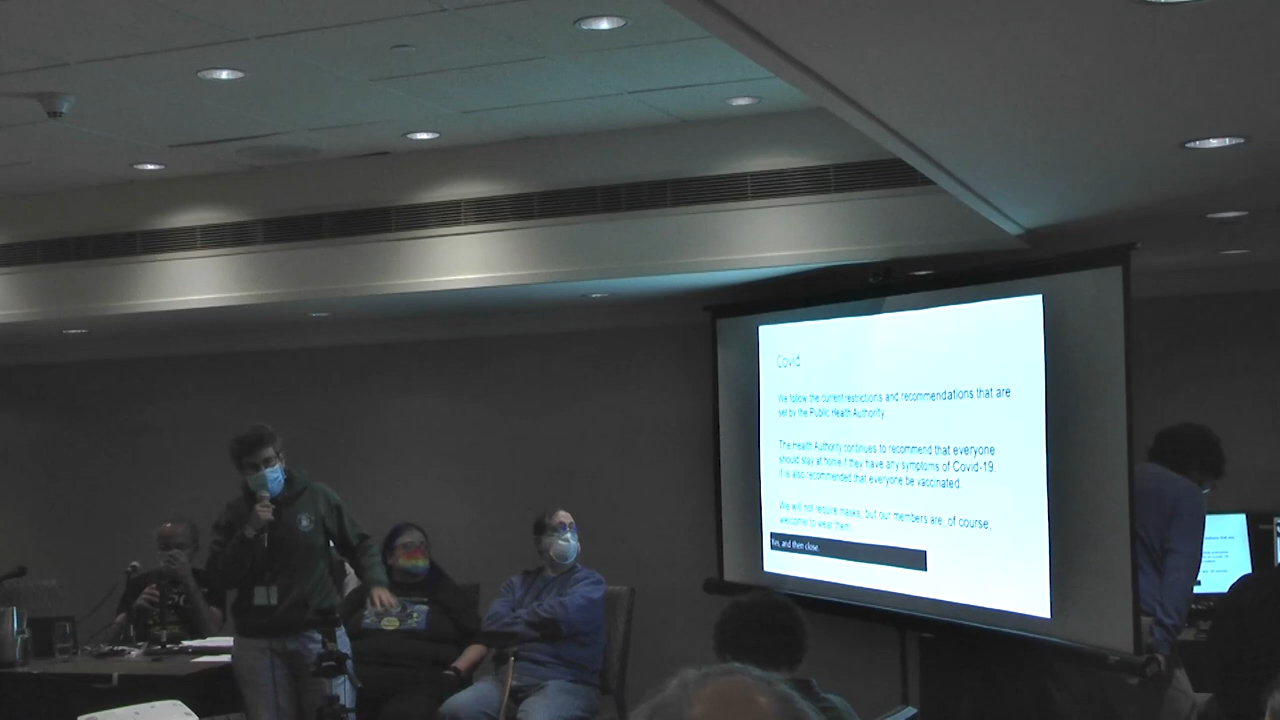 Covid
We follow the current restrictions and recommendations that are
set by the Public Health Authority.
The Health Authority continues to recommend that everyone
should stay at home if they have any symptoms of Covid-19.
It is also recommended that everyone be vaccinated.
We will not require masks, but our members are, of course,
welcome to wear them.
Yes, and then close.